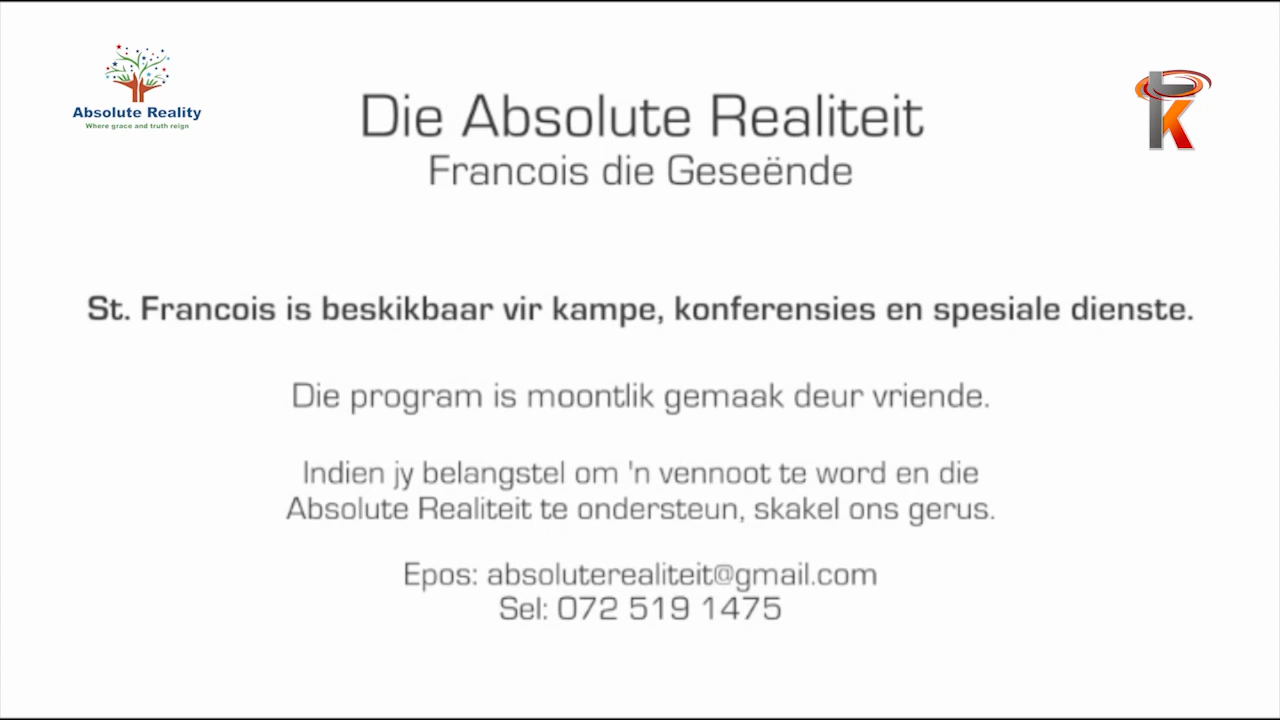 Absolute Reality
Where grace and truth reign
Die Absolute Realiteit
Francois die Geseënde
St. Francois is beskikbaar vir kampe, konferensies en spesiale dienste.
Die program is moontlik gemaak deur vriende.
Indien jy belangstel om 'n vennoot te word en die
Absolute Realiteit te ondersteun, skakel ons gerus.
Epos: absoluterealiteit@gmail.com
Sel: 072 519 1475